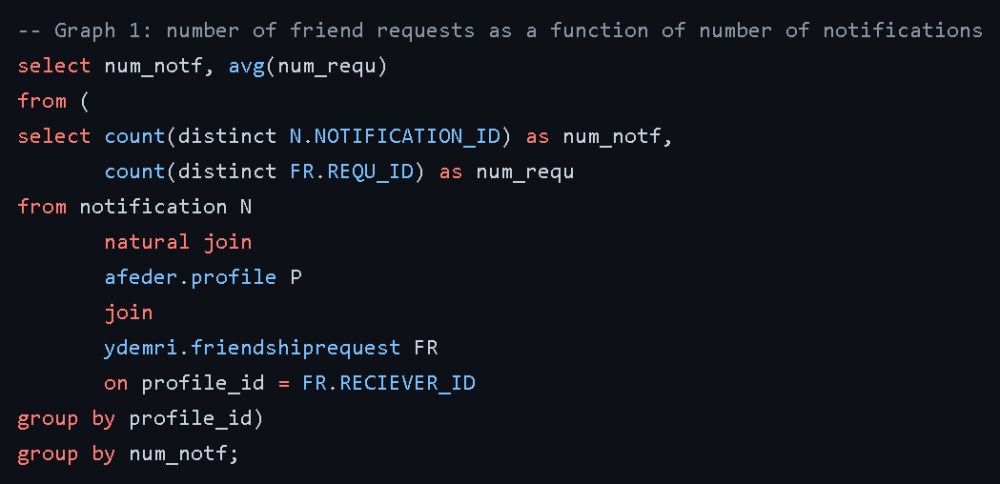 -- Graph 1: number of friend requests as a function of number of notifications
select num_notf, avg(num_requ)
from (
select count(distinct N.NOTIFICATION_ID) as num_notf,
       count(distinct FR.REQU_ID) as num_requ
from notification N
       natural join
       afeder.profile P
       join
       ydemri.friendshiprequest FR
       on profile_id = FR.RECIEVER_ID
group by profile_id)
group by num_notf;